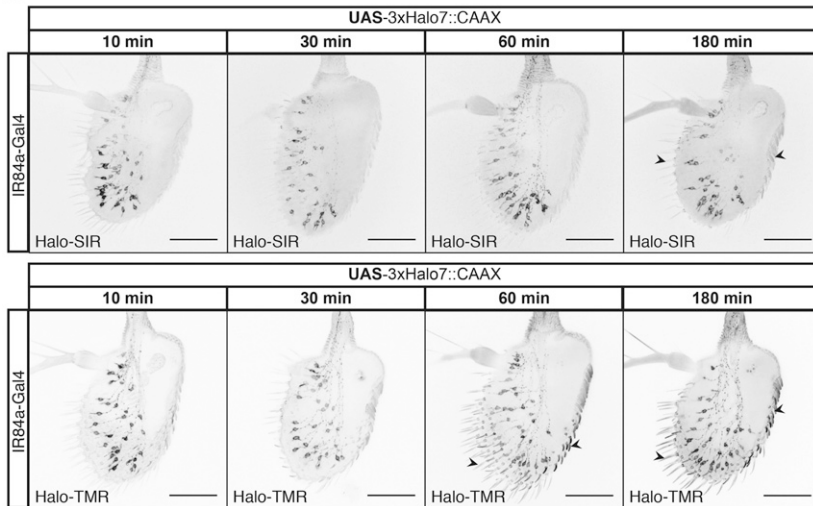 UAS-3xHalo7::CAAX
10 min 30 min 60 min 180 min
IR84a-Gal4
Halo-SIR Halo-SIR Halo-SIR Halo-SIR
UAS-3xHalo7::CAAX
10 min 30 min 60 min 180 min
IR84a-Gal4
Halo-TMR Halo-TMR Halo-TMR Halo-TMR